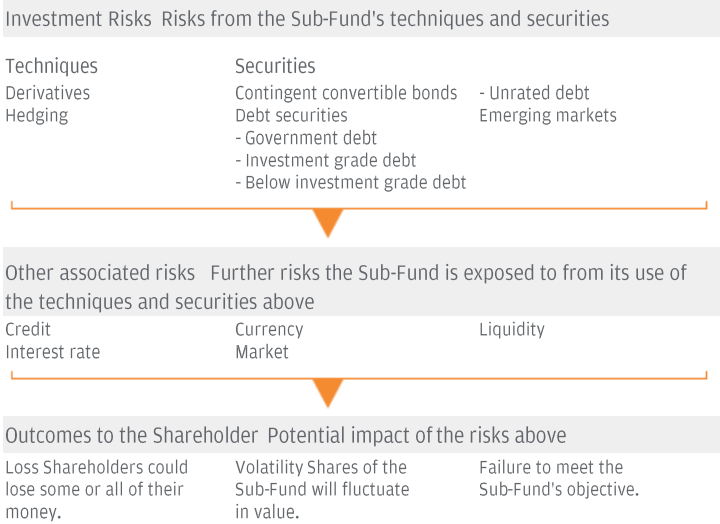 Investment Risks Risks from the Sub-Fund's techniques and securities
Techniques
Derivatives
Hedging
Securities
Contingent convertible bonds
Debt securities
- Government debt
- Investment grade debt
- Below investment grade debt
- Unrated debt
Emerging markets
Other associated risks Further risks the Sub-Fund is exposed to from its use of
the techniques and securities above
Credit
Interest rate
Currency
Market
Liquidity
Outcomes to the Shareholder Potential impact of the risks above
Loss Shareholders could
lose some or all of their
money.
Volatility Shares of the
Sub-Fund will fluctuate
in value.
Failure to meet the
Sub-Fund's objective.